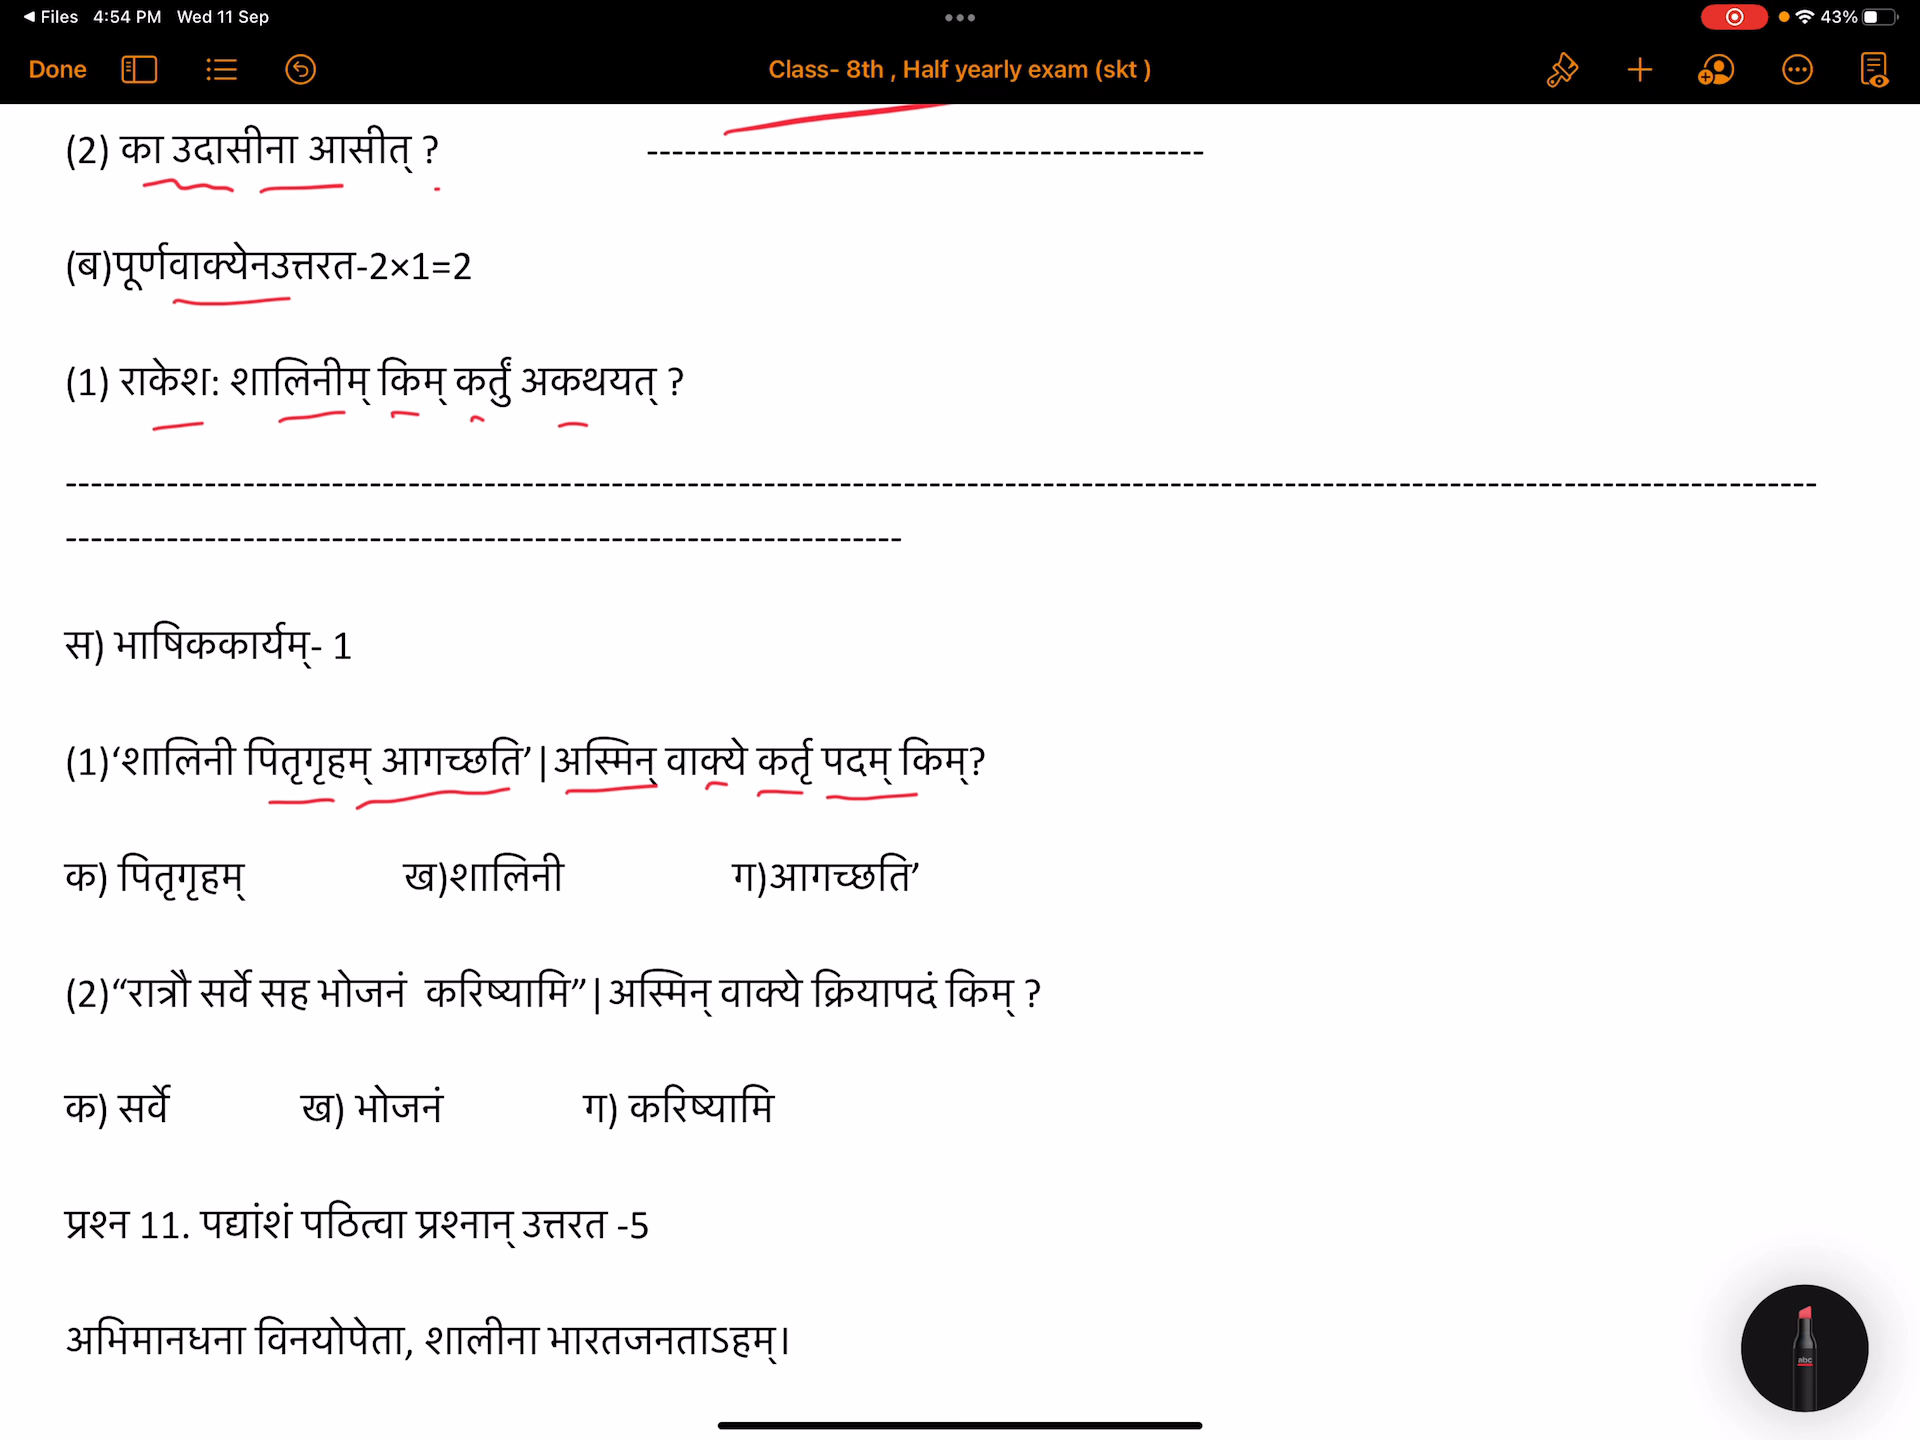 Files 4:54 PM Wed 11 Sep 43%
Done Class- 8th , Half yearly exam (skt )
(2) का उदासीना आसीत् ? --------------------------------------------
(ब)पूर्णवाक्येनउत्तरत-2×1=2
(1) राकेश: शालिनीम् किम् कर्तुं अकथयत् ?
------------------------------------------------------------------------------------------------------------------------------------------
------------------------------------------------------------------
स) भाषिककार्यम्- 1
(1)‘शालिनी पितृगृहम् आगच्छति’|अस्मिन् वाक्ये कर्तृ पदम् किम्?
क) पितृगृहम् ख)शालिनी ग)आगच्छति’
(2)“रात्रौ सर्वे सह भोजनं करिष्यामि”|अस्मिन् वाक्ये क्रियापदं किम् ?
क) सर्वे ख) भोजनं ग) करिष्यामि
प्रश्न 11. पद्यांशं पठित्वा प्रश्नान् उत्तरत -5
अभिमानधना विनयोपेता, शालीना भारतजनताऽहम्।
abc